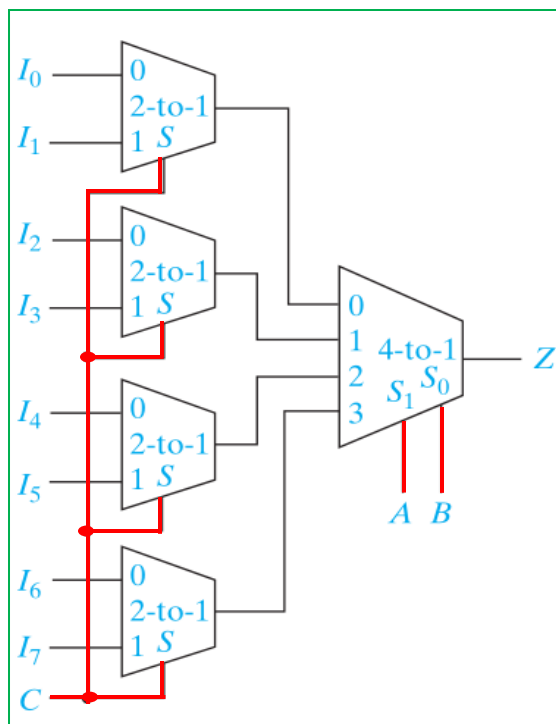 I₀ 0
2-to-1
I₁ 1 S
I₂ 0
2-to-1
I₃ 1 S
0
1 4-to-1 Z
2 S₁ S₀
3
I₄ 0
2-to-1
I₅ 1 S
A B
I₆ 0
2-to-1
I₇ 1 S
C